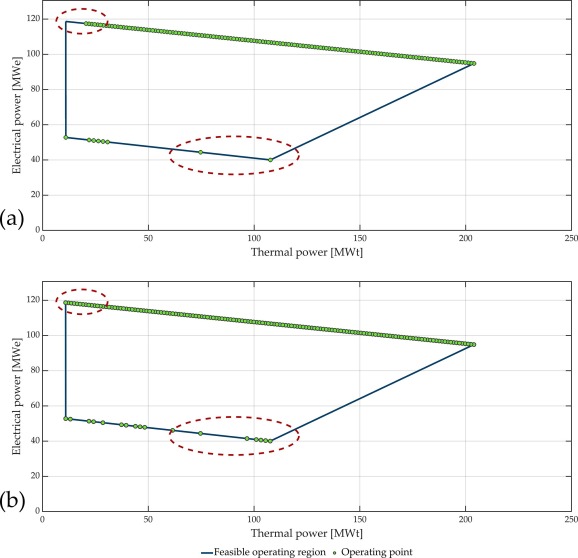 120
100
80
60
40
20
0
Electrical power [MWe]
(a)
0 50 100 150 200 250
Thermal power [MWt]
120
100
80
60
40
20
0
Electrical power [MWe]
(b)
0 50 100 150 200 250
Thermal power [MWt]
Feasible operating region Operating point